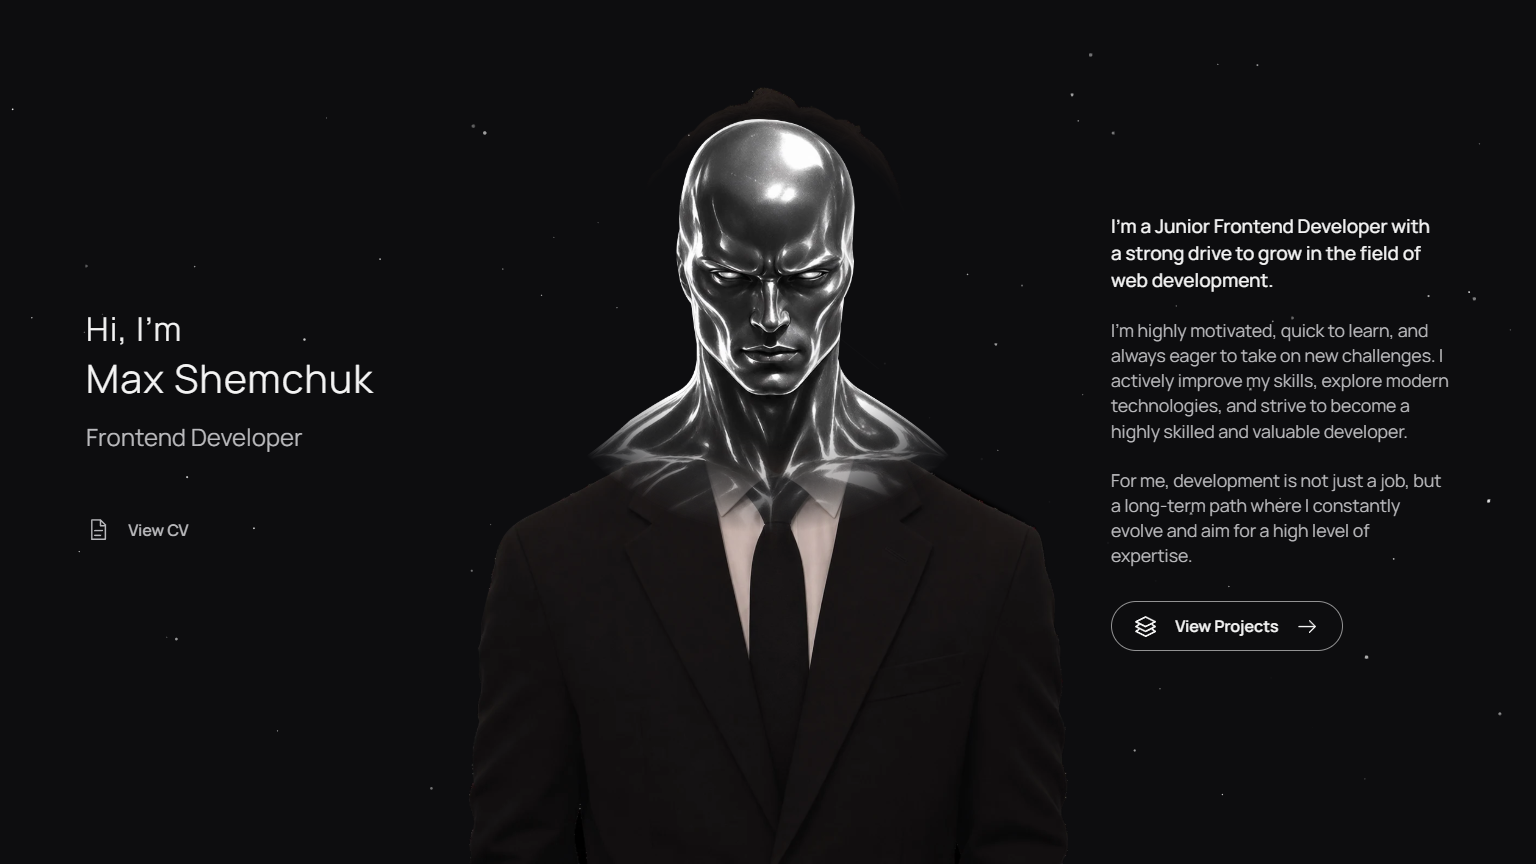 Hi, I’m
Max Shemchuk
Frontend Developer
View CV
I’m a Junior Frontend Developer with
a strong drive to grow in the field of
web development.
I’m highly motivated, quick to learn, and
always eager to take on new challenges. I
actively improve my skills, explore modern
technologies, and strive to become a
highly skilled and valuable developer.
For me, development is not just a job, but
a long-term path where I constantly
evolve and aim for a high level of
expertise.
View Projects